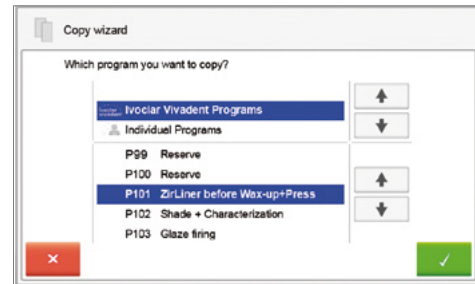 Copy wizard
Which program you want to copy?
Ivoclar Vivadent Programs
Individual Programs
P99 Reserve
P100 Reserve
P101 ZirLiner before Wax-up+Press
P102 Shade + Characterization
P103 Glaze firing